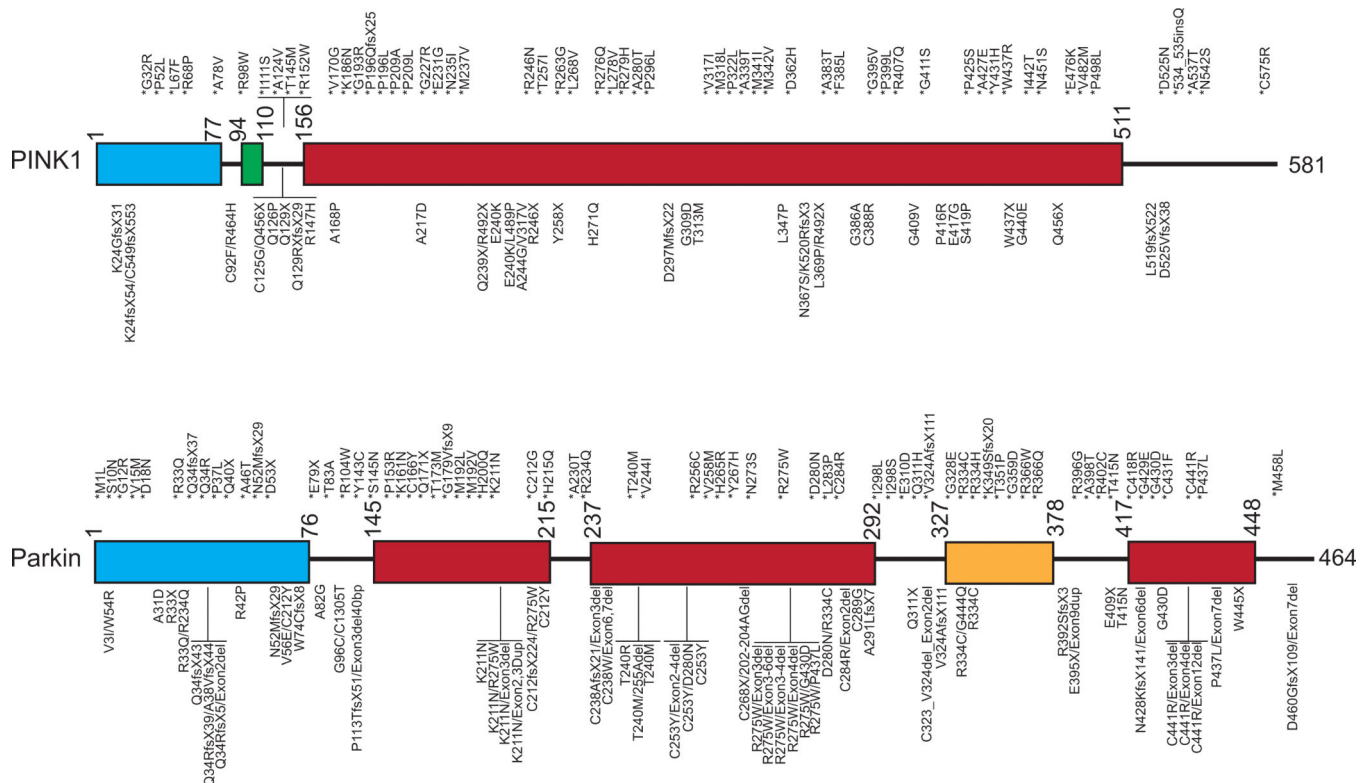 *G32R
*P52L
*L67F
*R68P
*A78V
*R98W
*I111S
*A124V
*T145M
*R152W
*V170G
*K186N
*G193R
*P196QfsX25
*P196L
*P209A
*P209L
*G227R
*E231G
*N235I
*M237V
*R246N
*T257I
*R263G
*L268V
*R276Q
*L278V
*R279H
*A280T
*P296L
*V317I
*M318L
*P322L
*A339T
*M341I
*M342V
*D362H
*A383T
*F385L
*G395V
*P399L
*R407Q
*G411S
*P425S
*A427E
*Y431H
*W437R
*I442T
*N451S
*E476K
*V482M
*P498L
*D525N
*534_535insQ
*A537T
*N542S
*C575R
1
77
94
110
156
511
PINK1
581
K24GfsX31
K24fsX54/C549fsX553
C92F/R464H
C125G/Q456X
Q126P
Q129X
Q129RXfsX29
R147H
A168P
A217D
Q239X/R492X
E240K
E240K/L489P
A244G/V317V
R246X
Y258X
H271Q
D297MfsX22
G309D
T313M
L347P
N367S/K520RfsX3
L369P/R492X
G386A
C388R
G409V
P416R
E417G
S419P
W437X
G440E
Q456X
L519fsX522
D525VfsX38
*M1L
*S10N
*G12R
*V15M
*D18N
*R33Q
*Q34fsX37
*Q34R
*P37L
*Q40X
*A46T
*N52MfsX29
*D53X
*E79X
*T83A
*R104W
*Y143C
*S145N
*P153R
*K161N
*C166Y
*Q171X
*T173M
*G179VfsX9
*M192L
*M192V
*H200Q
*K211N
*C212G
*H215Q
*A230T
*R234Q
*T240M
*V244I
*R256C
*V258M
*H265R
*Y267H
*N273S
*R275W
*D280N
*L283P
*C284R
*I298L
*I298S
*E310D
*Q311H
*V324AfsX111
*G328E
*R334C
*R334H
*K349SfsX20
*T351P
*G359D
*R366W
*R366Q
*R396G
*A398T
*R402C
*T415N
*C418R
*G429E
*G430D
*C431F
*C441R
*P437L
*M458L
1
76
145
215
237
292
327
378
417
448
Parkin
464
V3I/W54R
A31D
R33X
R33Q/R234Q
Q34fsX43
Q34RfsX39/A38VfsX44
Q34RfsX5/Exon2del
R42P
N52MfsX29
V56E/C212Y
W74CfsX8
A82G
G96C/C305T
P113TfsX51/Exon3del40bp
K211N
K211N/R275W
K211N/Exon3del
K211N/Exon2,3Dup
C212fsX224/R275W
C212Y
C238AfsX21/Exon3del
C238W/Exon6,7del
T240R
T240M/255Adel
T240M
C253Y/Exon2-4del
C253Y/D280N
C253Y
C268X/202-204AGdel
R275W/Exon3del
R275W/Exon3-6del
R275W/Exon3-4del
R275W/Exon4del
R275W/G430D
R275W/P437L
D260N/R334C
C284R/Exon2del
C289G
A291LfsX7
Q311X
C323_V324del_Exon2del
V324AfsX111
R334C/G444Q
R334C
R392SfsX3
E395X/Exon9dup
E409X
T415N
N428KfsX141/Exon6del
G430D
C441R/Exon3del
C441R/Exon4del
C441R/Exon12del
P437L/Exon7del
W445X
D460GfsX109/Exon7del